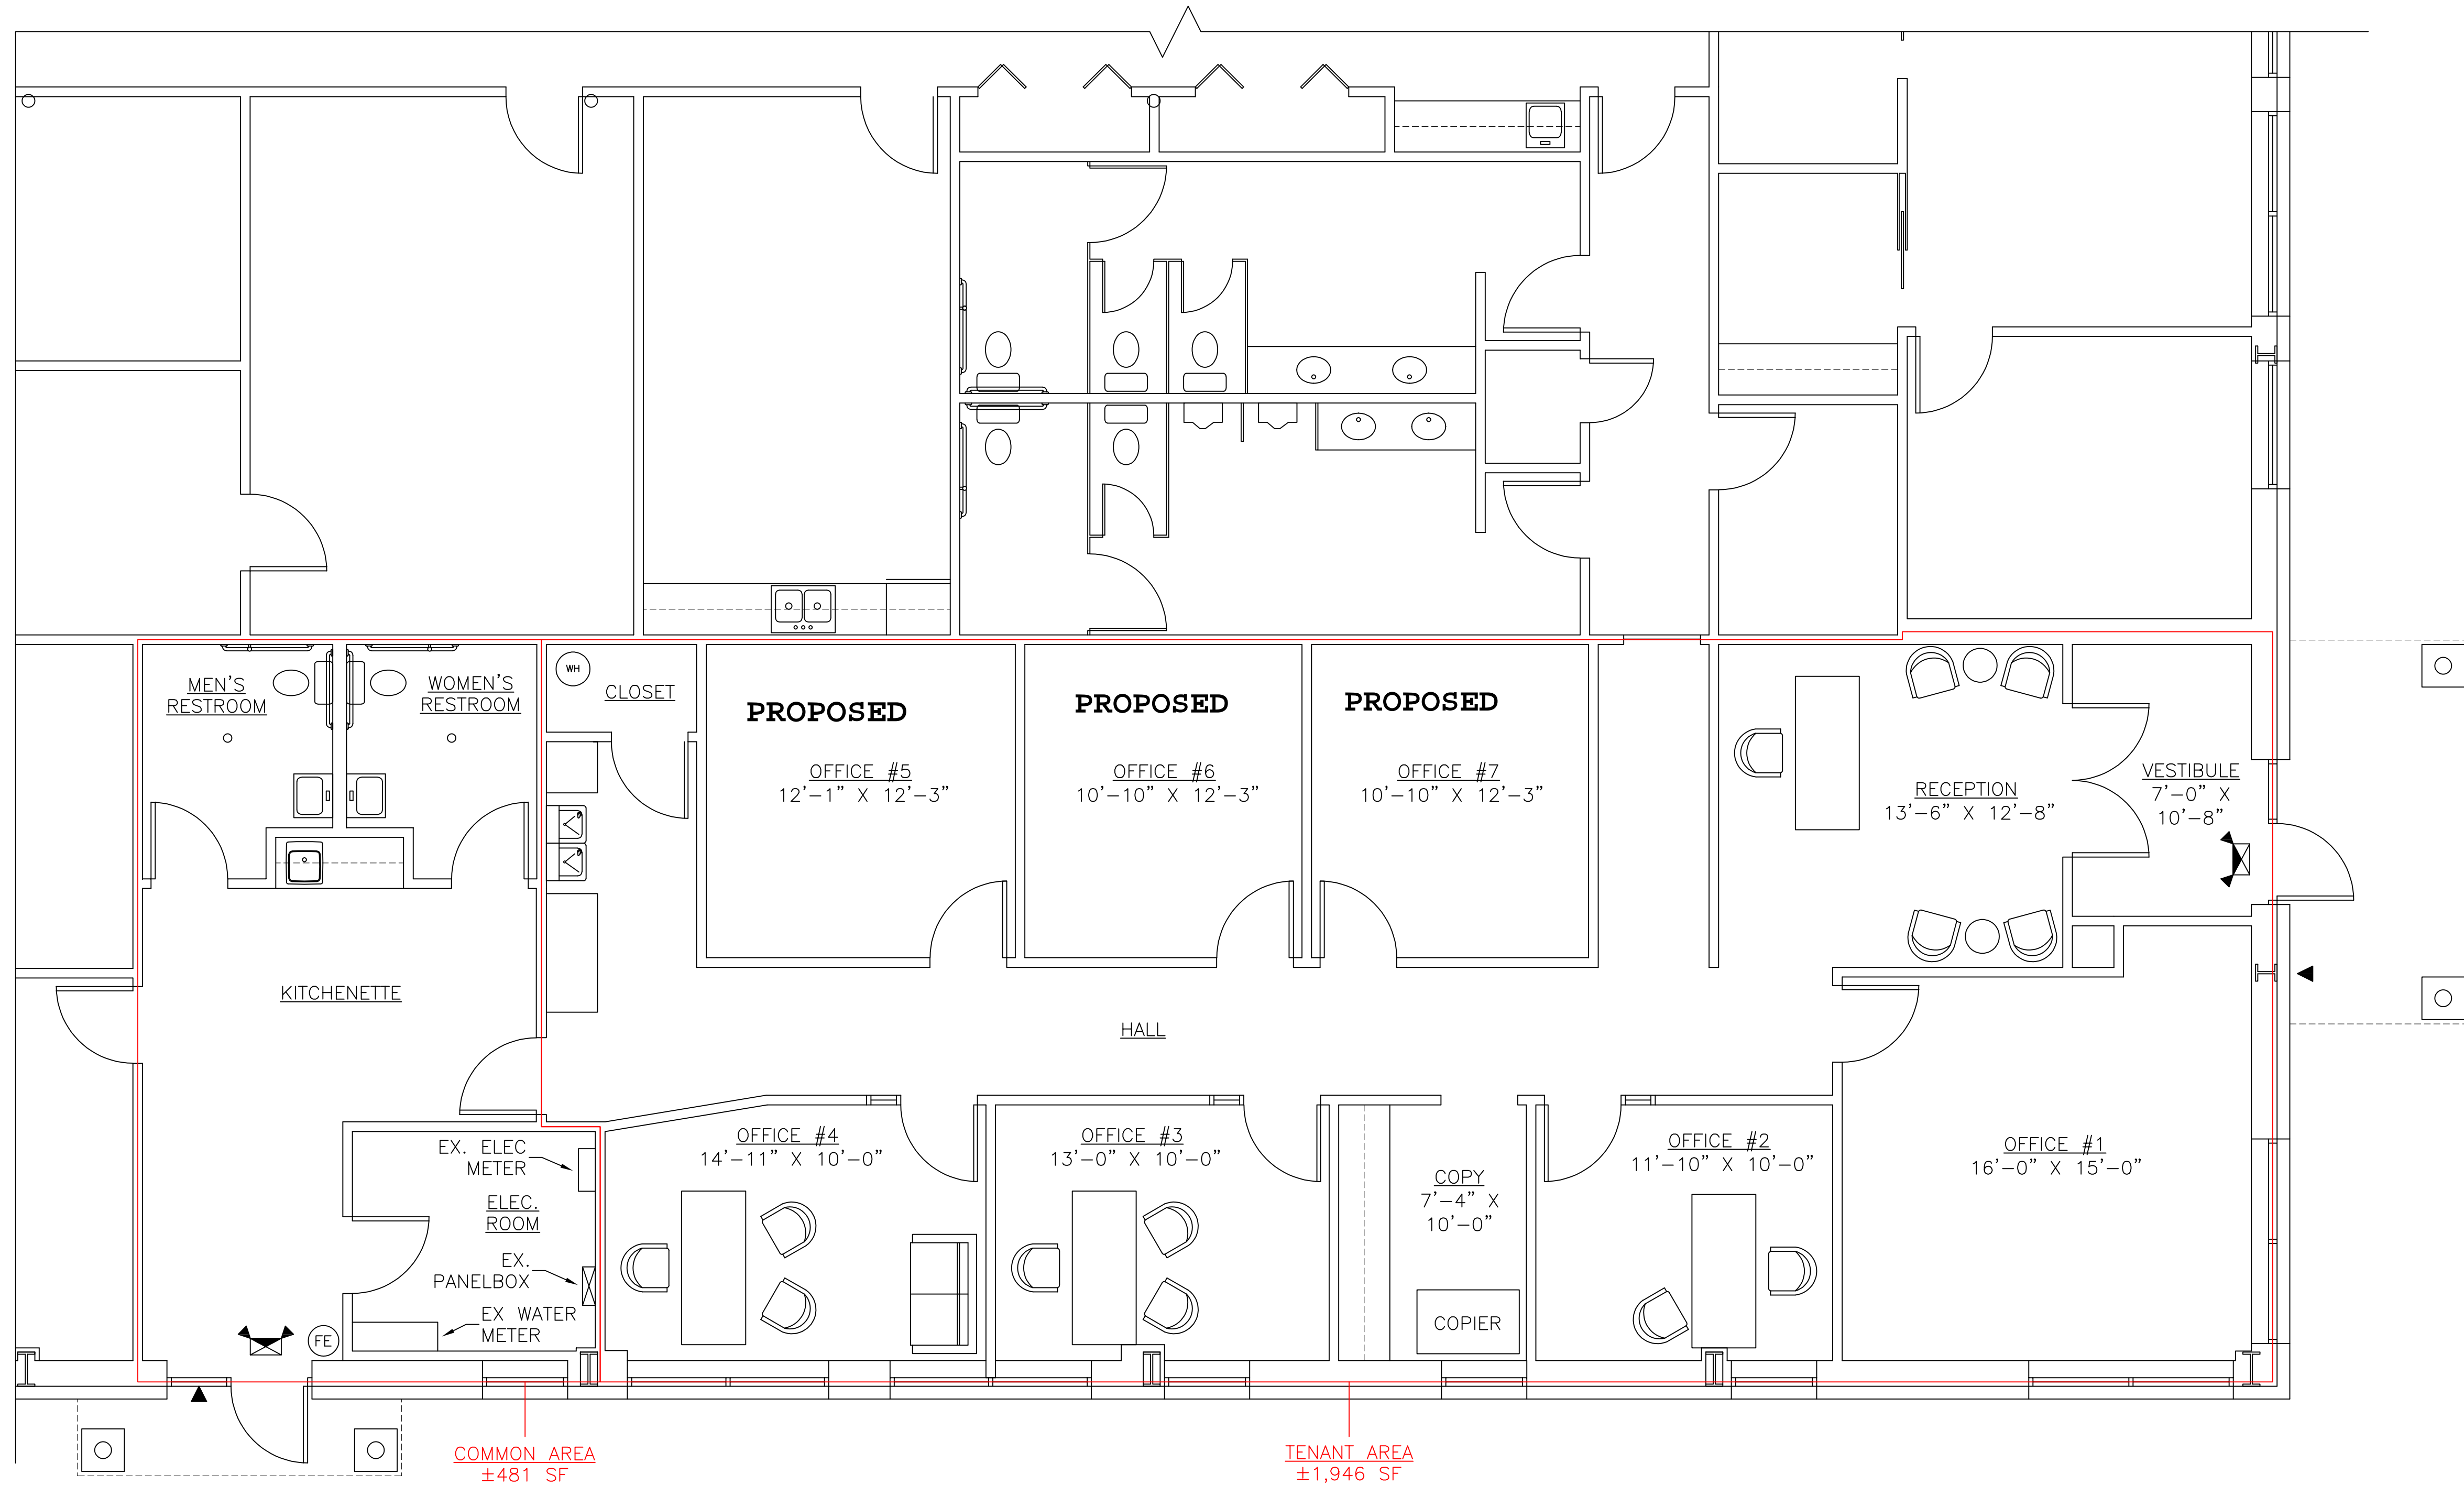 WH
CLOSET
MEN'S
RESTROOM
WOMEN'S
RESTROOM
PROPOSED
OFFICE #5
12'-1" X 12'-3"
PROPOSED
OFFICE #6
10'-10" X 12'-3"
PROPOSED
OFFICE #7
10'-10" X 12'-3"
RECEPTION
13'-6" X 12'-8"
VESTIBULE
7'-0" X
10'-8"
KITCHENETTE
HALL
EX. ELEC
METER
ELEC.
ROOM
EX.
PANELBOX
EX WATER
METER
FE
OFFICE #4
14'-11" X 10'-0"
OFFICE #3
13'-0" X 10'-0"
COPY
7'-4" X
10'-0"
COPIER
OFFICE #2
11'-10" X 10'-0"
OFFICE #1
16'-0" X 15'-0"
COMMON AREA
±481 SF
TENANT AREA
±1,946 SF